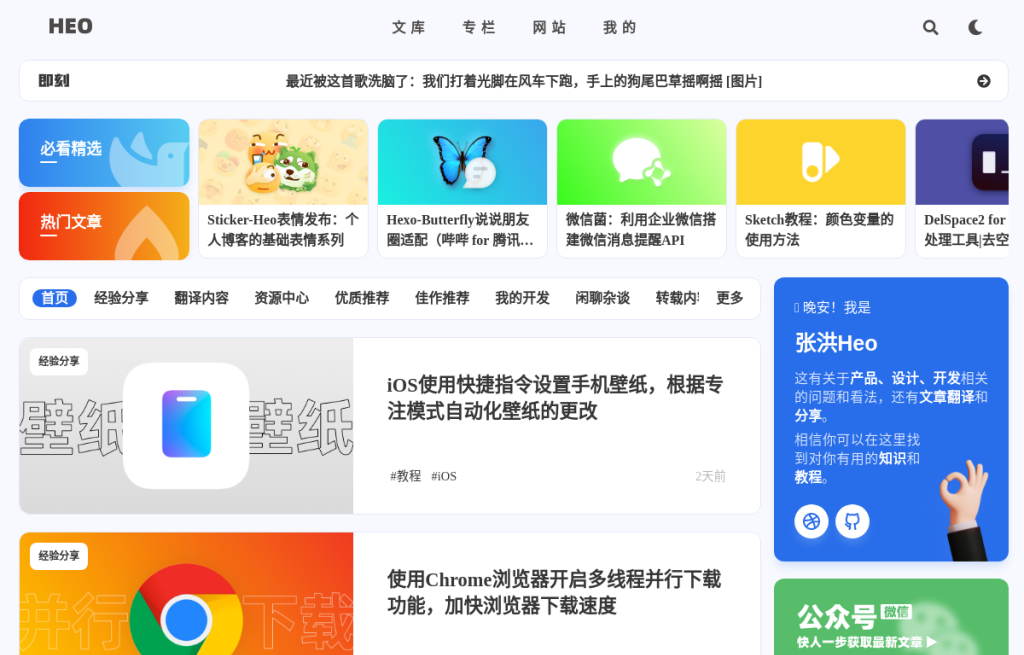 HEO
文库 专栏 网站 我的
即刻
最近被这首歌洗脑了：我们打着光脚在风车下跑，手上的狗尾巴草摇啊摇 [图片]
必看精选
热门文章
Sticker-Heo表情发布：个
人博客的基础表情系列
Hexo-Butterfly说说朋友
圈适配（哔哔 for 腾讯…
微信菌：利用企业微信搭
建微信消息提醒API
Sketch教程：颜色变量的
使用方法
DelSpace2 for
处理工具|去空
首页 经验分享 翻译内容 资源中心 优质推荐 佳作推荐 我的开发 闲聊杂谈 转载内 更多
经验分享
壁纸 壁纸
iOS使用快捷指令设置手机壁纸，根据专
注模式自动化壁纸的更改
#教程 #iOS
2天前
经验分享
并行 下载
使用Chrome浏览器开启多线程并行下载
功能，加快浏览器下载速度
晚安！我是
张洪Heo
这有关于产品、设计、开发相关
的问题和看法，还有文章翻译和
分享。
相信你可以在这里找
到对你有用的知识和
教程。
公众号 微信
快人一步获取最新文章 ▶